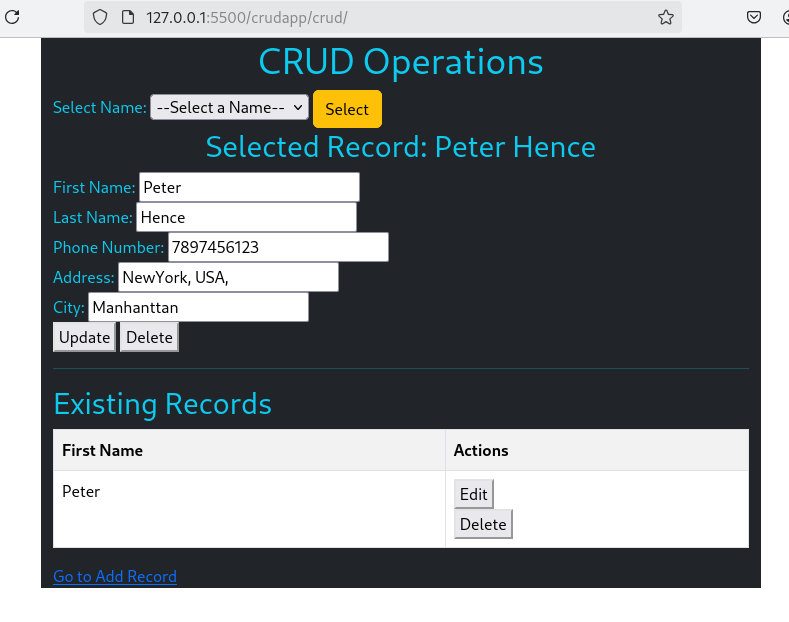 127.0.0.1:5500/crudapp/crud/
CRUD Operations
Select Name: --Select a Name-- Select
Selected Record: Peter Hence
First Name: Peter
Last Name: Hence
Phone Number: 7897456123
Address: NewYork, USA,
City: Manhanttan
Update Delete
Existing Records
First Name Actions
Peter Edit
Delete
Go to Add Record